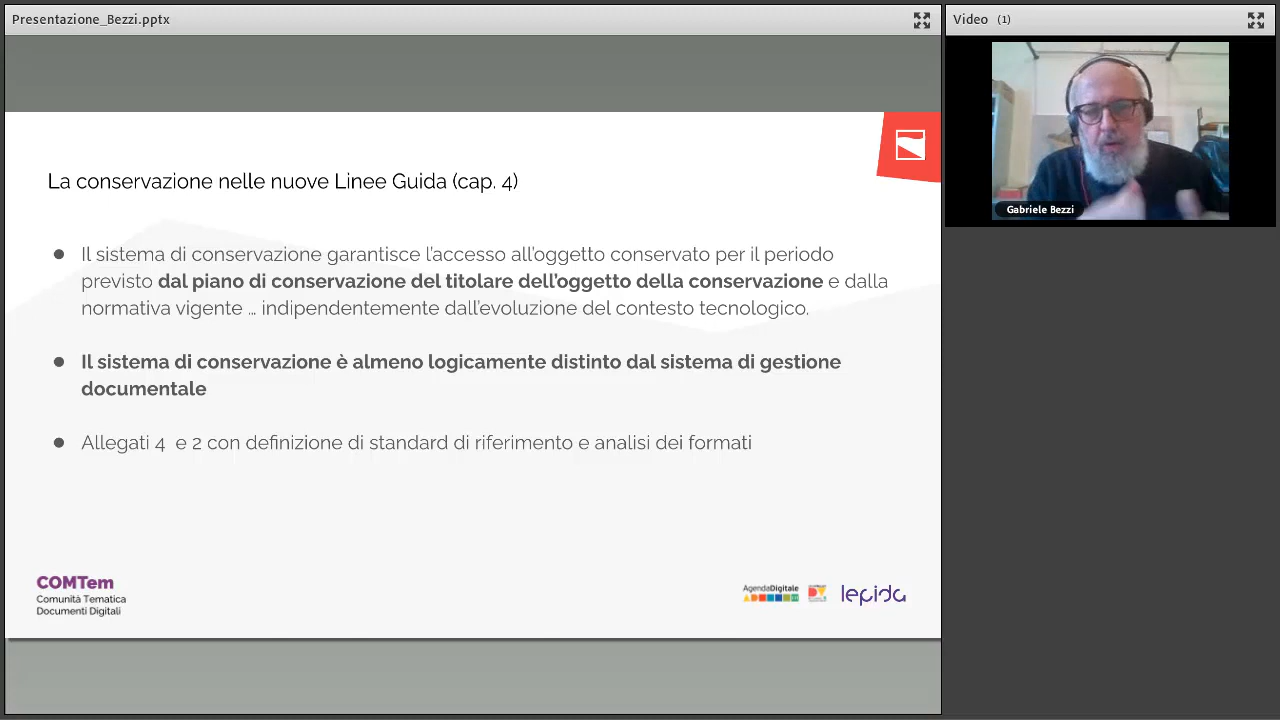 Presentazione_Bezzi.pptx
Video (1)
Gabriele Bezzi
La conservazione nelle nuove Linee Guida (cap. 4)
● Il sistema di conservazione garantisce l'accesso all'oggetto conservato per il periodo
previsto dal piano di conservazione del titolare dell'oggetto della conservazione e dalla
normativa vigente ... indipendentemente dall'evoluzione del contesto tecnologico.
● Il sistema di conservazione è almeno logicamente distinto dal sistema di gestione
documentale
● Allegati 4 e 2 con definizione di standard di riferimento e analisi dei formati
COMTem
Comunità Tematica
Documenti Digitali
AgendaDigitale
lepida